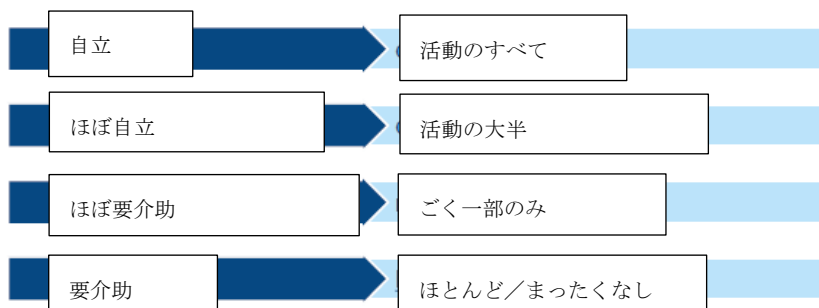 自立
活動のすべて
ほぼ自立
活動の大半
ほぼ要介助
ごく一部のみ
要介助
ほとんど／まったくなし